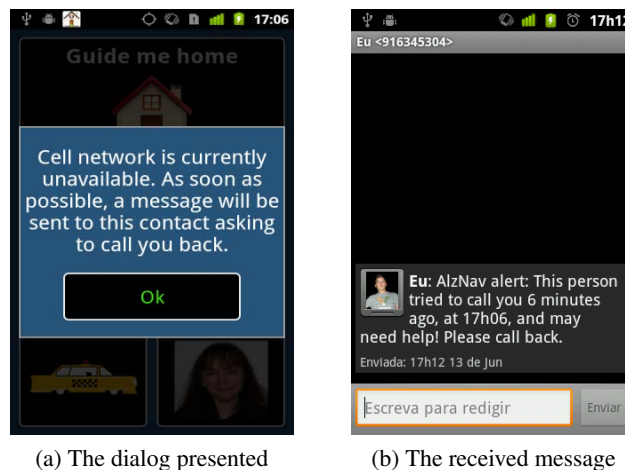 17:06
Guide me home
Cell network is currently
unavailable. As soon as
possible, a message will be
sent to this contact asking
to call you back.
Ok
(a) The dialog presented
17h12
Eu <916345304>
Eu: AlzNav alert: This person
tried to call you 6 minutes
ago, at 17h06, and may
need help! Please call back.
Enviada: 17h12 13 de Jun
Escreva para redigir
Enviar
(b) The received message